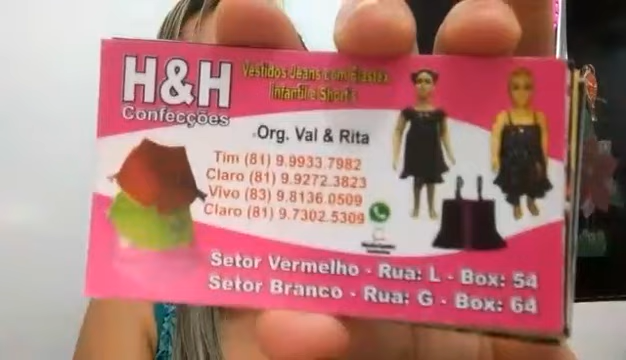 H&H
Confecções
Vestidos Jeans com Elastex
Infantil e Short's
Org. Val & Rita
Tim (81) 9.9933.7982
Claro (81) 9.9272.3823
Vivo (83) 9.8136.0509
Claro (81) 9.7302.5309
Setor Vermelho - Rua: L - Box: 54
Setor Branco - Rua: G - Box: 64